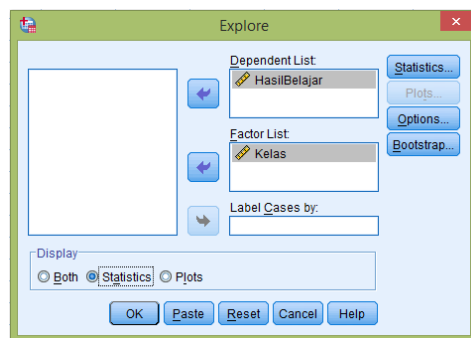 Explore
Dependent List:
HasilBelajar
Factor List:
Kelas
Label Cases by:
Statistics...
Plots...
Options...
Bootstrap...
Display
Both Statistics Plots
OK Paste Reset Cancel Help